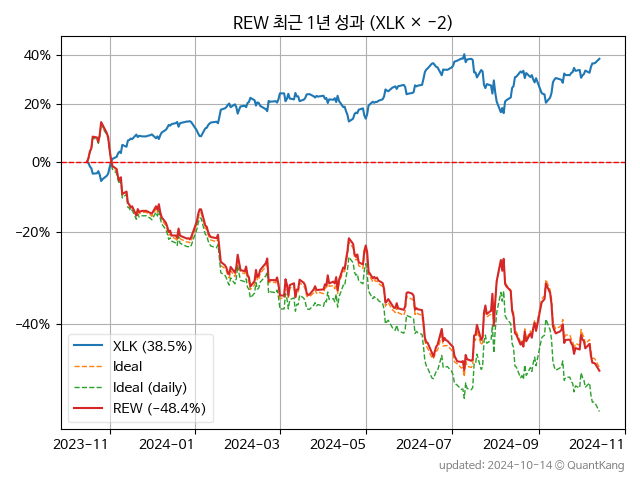 REW 최근 1년 성과 (XLK × −2)
40%
20%
0%
−20%
−40%
XLK (38.5%)
Ideal
Ideal (daily)
REW (−48.4%)
2023−11 2024−01 2024−03 2024−05 2024−07 2024−09 2024−11
updated: 2024-10-14 © QuantKang